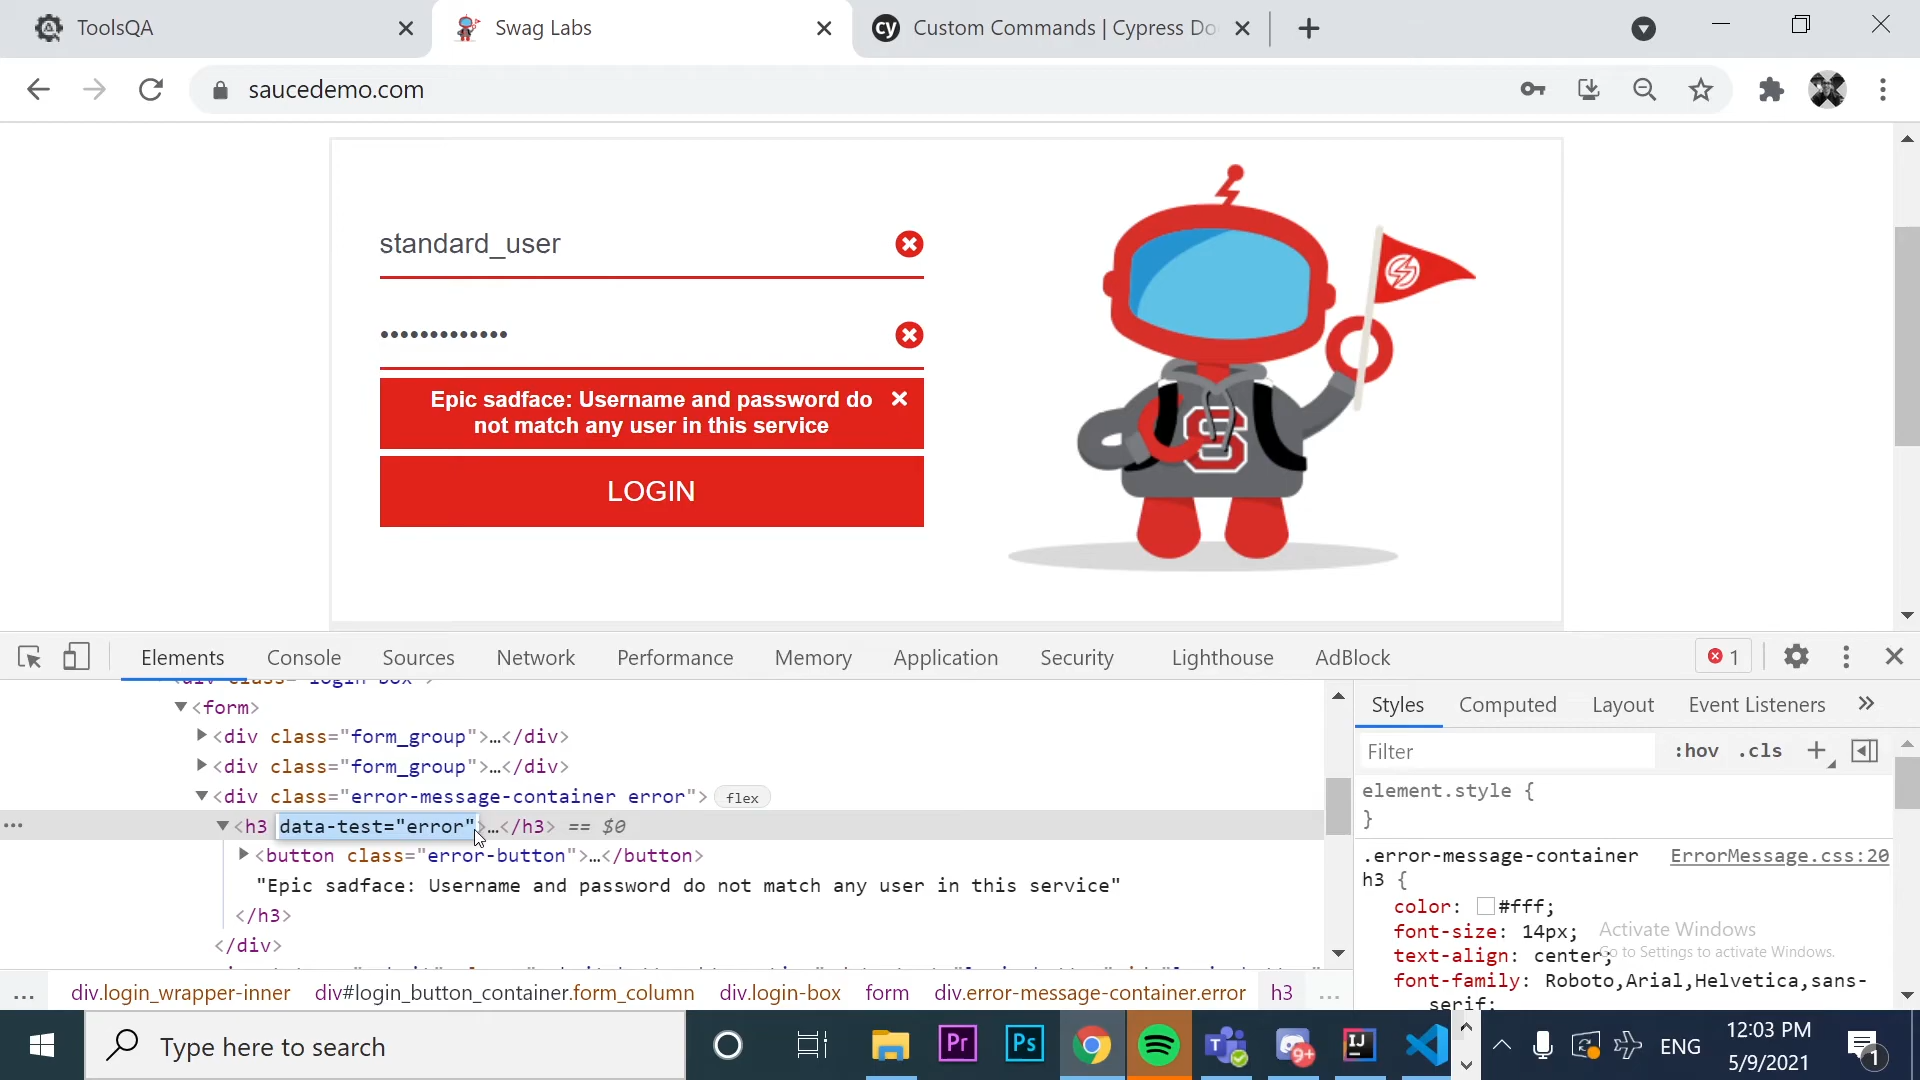 ToolsQA
Swag Labs
Custom Commands | Cypress Do
saucedemo.com
standard_user
•••••••••••••
Epic sadface: Username and password do
not match any user in this service
LOGIN
Elements Console Sources Network Performance Memory Application Security Lighthouse AdBlock 1
<form>
<div class="form_group">…</div>
<div class="form_group">…</div>
<div class="error-message-container error"> flex
<h3 data-test="error">…</h3> == $0
<button class="error-button">…</button>
"Epic sadface: Username and password do not match any user in this service"
</h3>
</div>
... div.login_wrapper-inner div#login_button_container.form_column div.login-box form div.error-message-container.error h3 ...
Styles Computed Layout Event Listeners »
Filter :hov .cls +
element.style {
}
.error-message-container ErrorMessage.css:20
h3 {
color: #fff;
font-size: 14px;
text-align: center;
font-family: Roboto,Arial,Helvetica,sans-
serif;
Activate Windows
Go to Settings to activate Windows.
Type here to search
Pr
Ps
9+
IJ
ENG
12:03 PM
5/9/2021
1